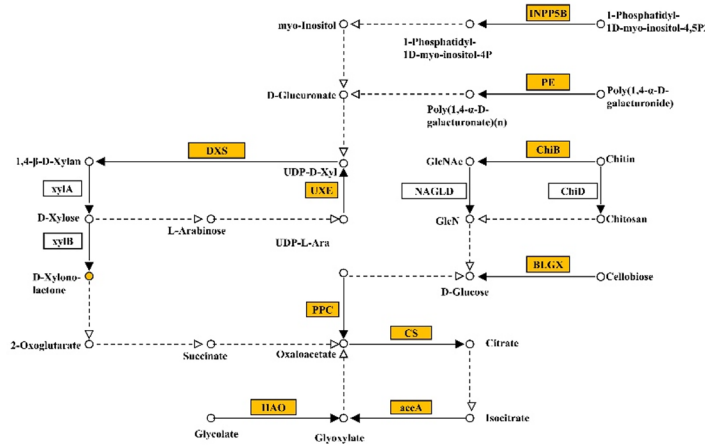 INPP5B
myo-Inositol
1-Phosphatidyl-
1D-myo-inositol-4P
1-Phosphatidyl-
1D-myo-inositol-4,5P2
PE
D-Glucuronate
Poly(1,4-α-D-
galacturonate)(n)
Poly(1,4-α-D-
galacturonide)
DXS
1,4-β-D-Xylan
UDP-D-Xyl
GlcNAc
ChiB
Chitin
xylA
UXE
NAGLD
ChiD
D-Xylose
L-Arabinose
UDP-L-Ara
GlcN
Chitosan
xylB
D-Xylono-
lactone
BLGX
D-Glucose
Cellobiose
PPC
2-Oxoglutarate
Succinate
Oxaloacetate
CS
Citrate
HAO
aceA
Glycolate
Glyoxylate
Isocitrate